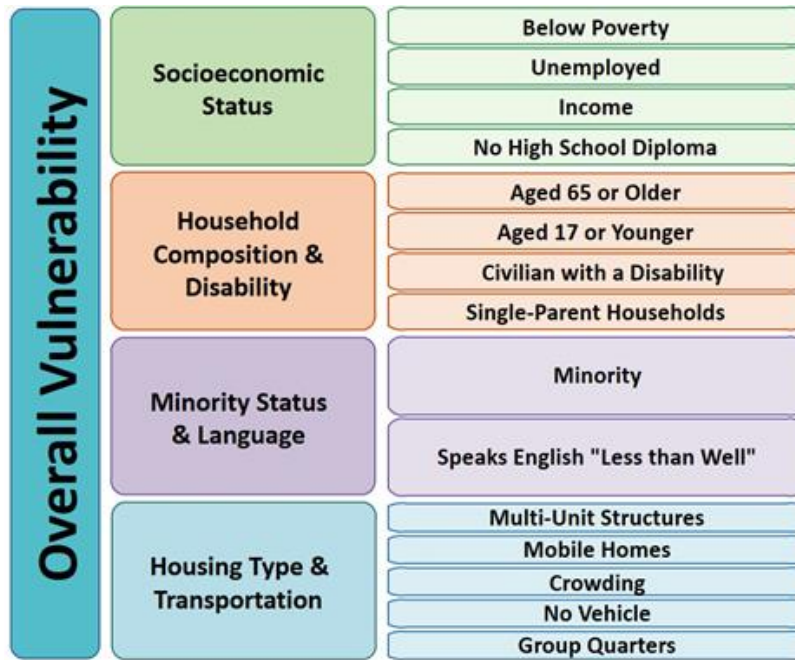 Overall Vulnerability
Socioeconomic
Status
Below Poverty
Unemployed
Income
No High School Diploma
Household
Composition &
Disability
Aged 65 or Older
Aged 17 or Younger
Civilian with a Disability
Single-Parent Households
Minority Status
& Language
Minority
Speaks English "Less than Well"
Housing Type &
Transportation
Multi-Unit Structures
Mobile Homes
Crowding
No Vehicle
Group Quarters